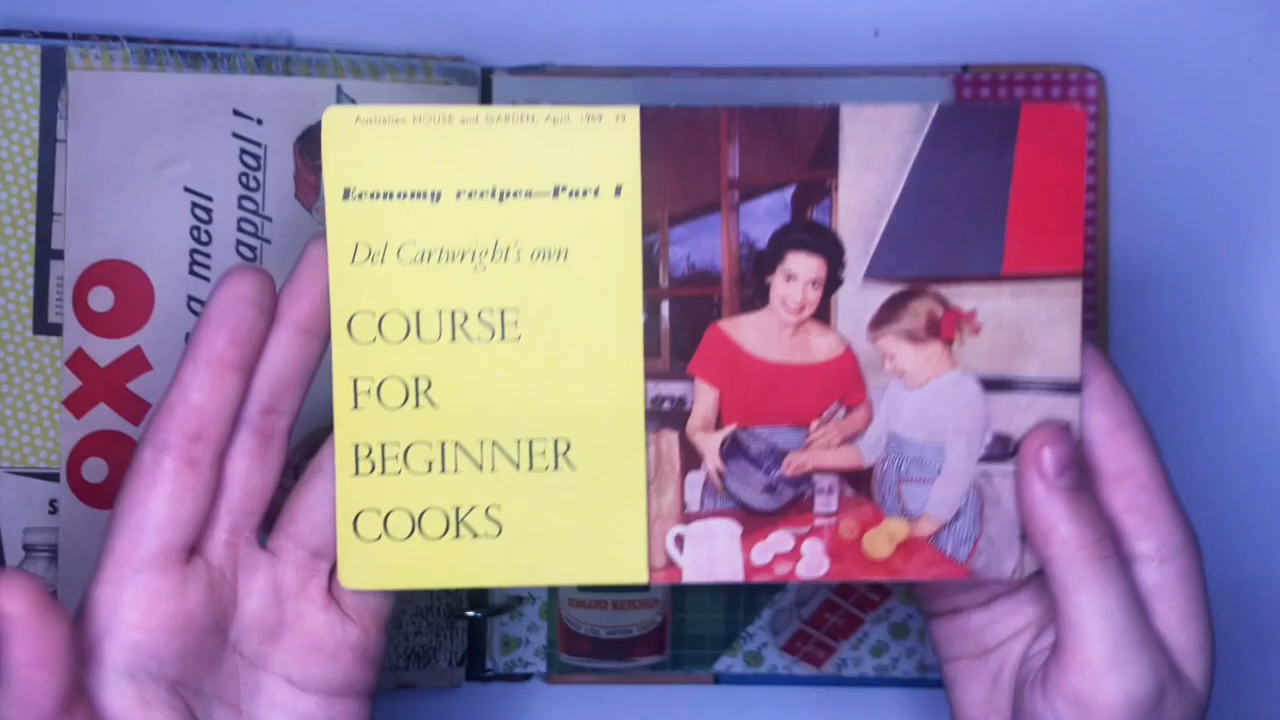 Australian HOUSE and GARDEN, April, 1969 79
Economy recipes—Part 1
Del Cartwright's own
COURSE
FOR
BEGINNER
COOKS
OXO
a meal
appeal!
TOMATO KETCHUP